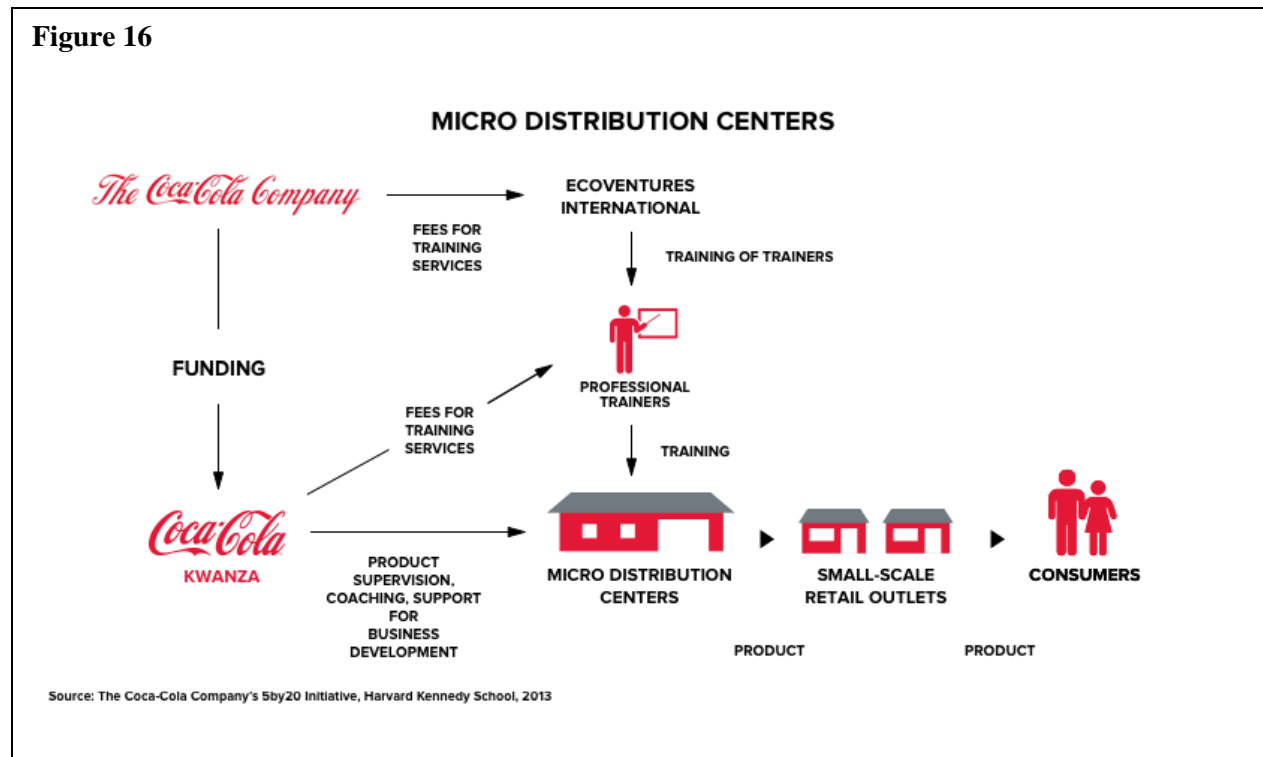 Figure 16
MICRO DISTRIBUTION CENTERS
The Coca-Cola Company
ECOVENTURES
INTERNATIONAL
FEES FOR
TRAINING
SERVICES
TRAINING OF TRAINERS
FUNDING
PROFESSIONAL
TRAINERS
FEES FOR
TRAINING
SERVICES
TRAINING
Coca-Cola
KWANZA
PRODUCT
SUPERVISION,
COACHING, SUPPORT
FOR
BUSINESS
DEVELOPMENT
MICRO DISTRIBUTION
CENTERS
SMALL-SCALE
RETAIL OUTLETS
CONSUMERS
PRODUCT
PRODUCT
Source: The Coca-Cola Company's 5by20 Initiative, Harvard Kennedy School, 2013